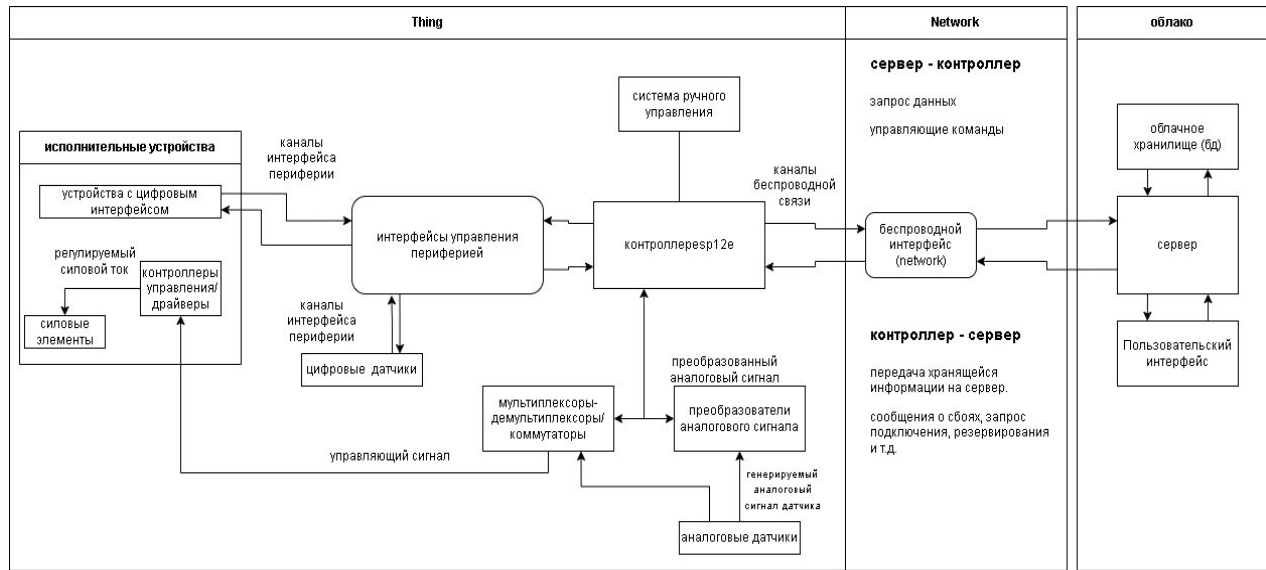 Thing
Network
облако
сервер - контроллер
запрос данных
управляющие команды
система ручного
управления
облачное
хранилище (бд)
исполнительные устройства
каналы
интерфейса
периферии
устройства с цифровым
интерфейсом
каналы
беспроводной
связи
интерфейсы управления
периферией
контроллерesp12e
беспроводной
интерфейс
(network)
сервер
регулируемый
силовой ток
контроллеры
управления/
драйверы
силовые
элементы
каналы
интерфейса
периферии
цифровые датчики
контроллер - сервер
Пользовательский
интерфейс
преобразованный
аналоговый сигнал
передача хранящейся
информации на сервер.
мультиплексоры-
демультиплексоры/
коммутаторы
преобразователи
аналогового сигнала
сообщения о сбоях, запрос
подключения, резервирования
и т.д.
управляющий сигнал
генерируемый
аналоговый
сигнал датчика
аналоговые датчики